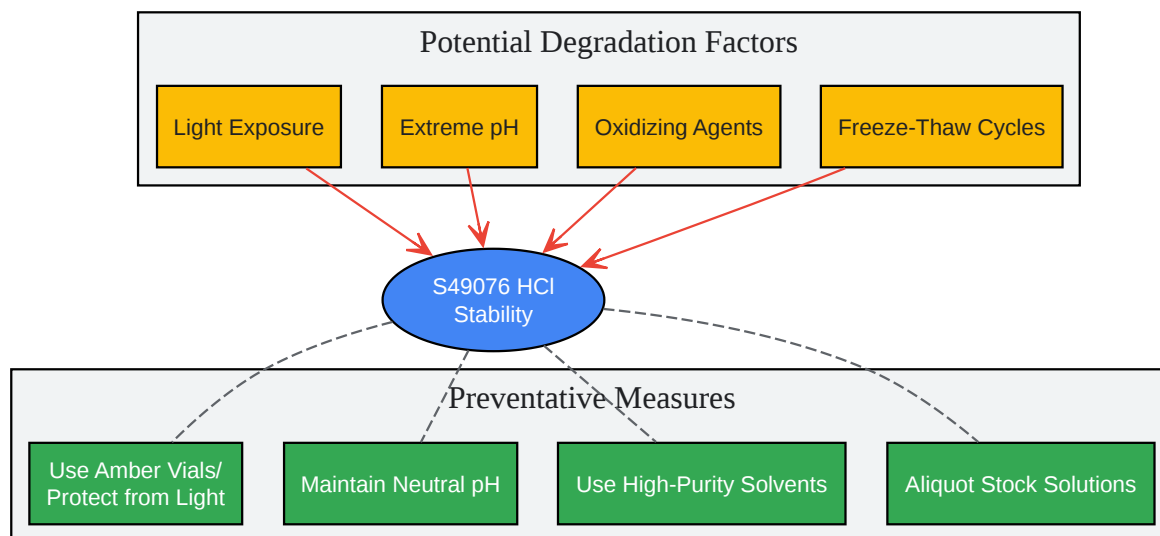 Potential Degradation Factors
Light Exposure
Extreme pH
Oxidizing Agents
Freeze-Thaw Cycles
S49076 HCl
Stability
Preventative Measures
Use Amber Vials/
Protect from Light
Maintain Neutral pH
Use High-Purity Solvents
Aliquot Stock Solutions